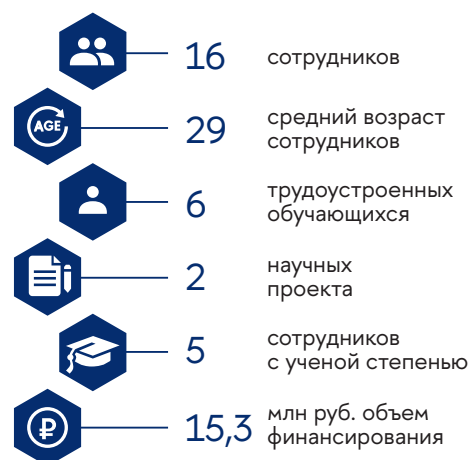 16 сотрудников
AGE
29 средний возраст
сотрудников
6 трудоустроенных
обучающихся
2 научных
проекта
5 сотрудников
с ученой степенью
₽
15,3 млн руб. объем
финансирования